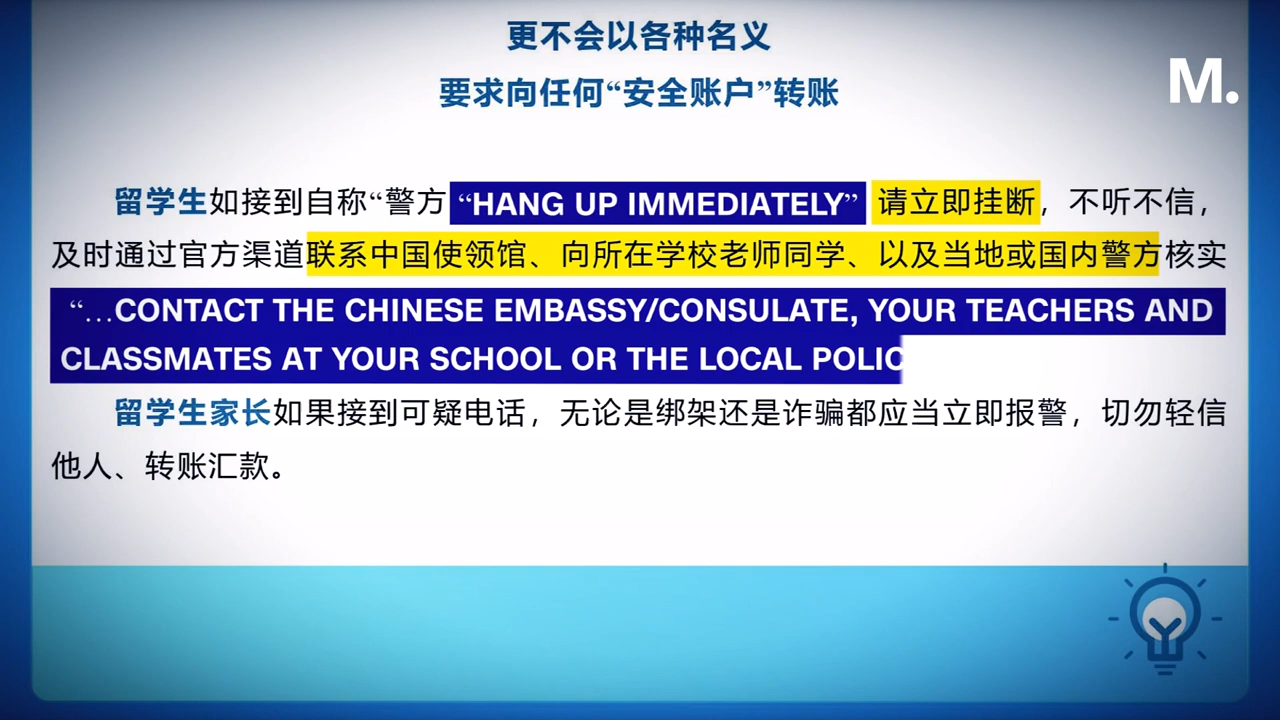 更不会以各种名义
要求向任何“安全账户”转账
M.
留学生如接到自称“警方 “HANG UP IMMEDIATELY” 请立即挂断，不听不信，
及时通过官方渠道联系中国使领馆、向所在学校老师同学、以及当地或国内警方核实
“…CONTACT THE CHINESE EMBASSY/CONSULATE, YOUR TEACHERS AND
CLASSMATES AT YOUR SCHOOL OR THE LOCAL POLIC
留学生家长如果接到可疑电话，无论是绑架还是诈骗都应当立即报警，切勿轻信
他人、转账汇款。